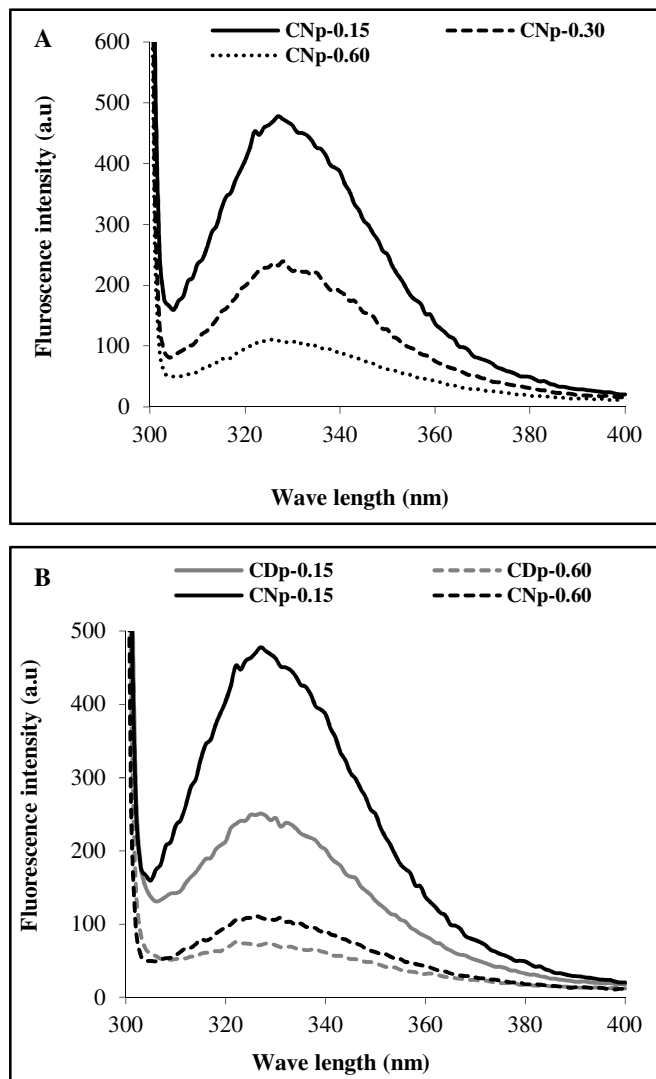 A
CNp-0.15 CNp-0.30
CNp-0.60
Fluroscence intensity (a.u)
600
500
400
300
200
100
0
300 320 340 360 380 400
Wave length (nm)
B
CDp-0.15 CDp-0.60
CNp-0.15 CNp-0.60
Fluorescence intensity (a.u)
500
400
300
200
100
0
300 320 340 360 380 400
Wave length (nm)